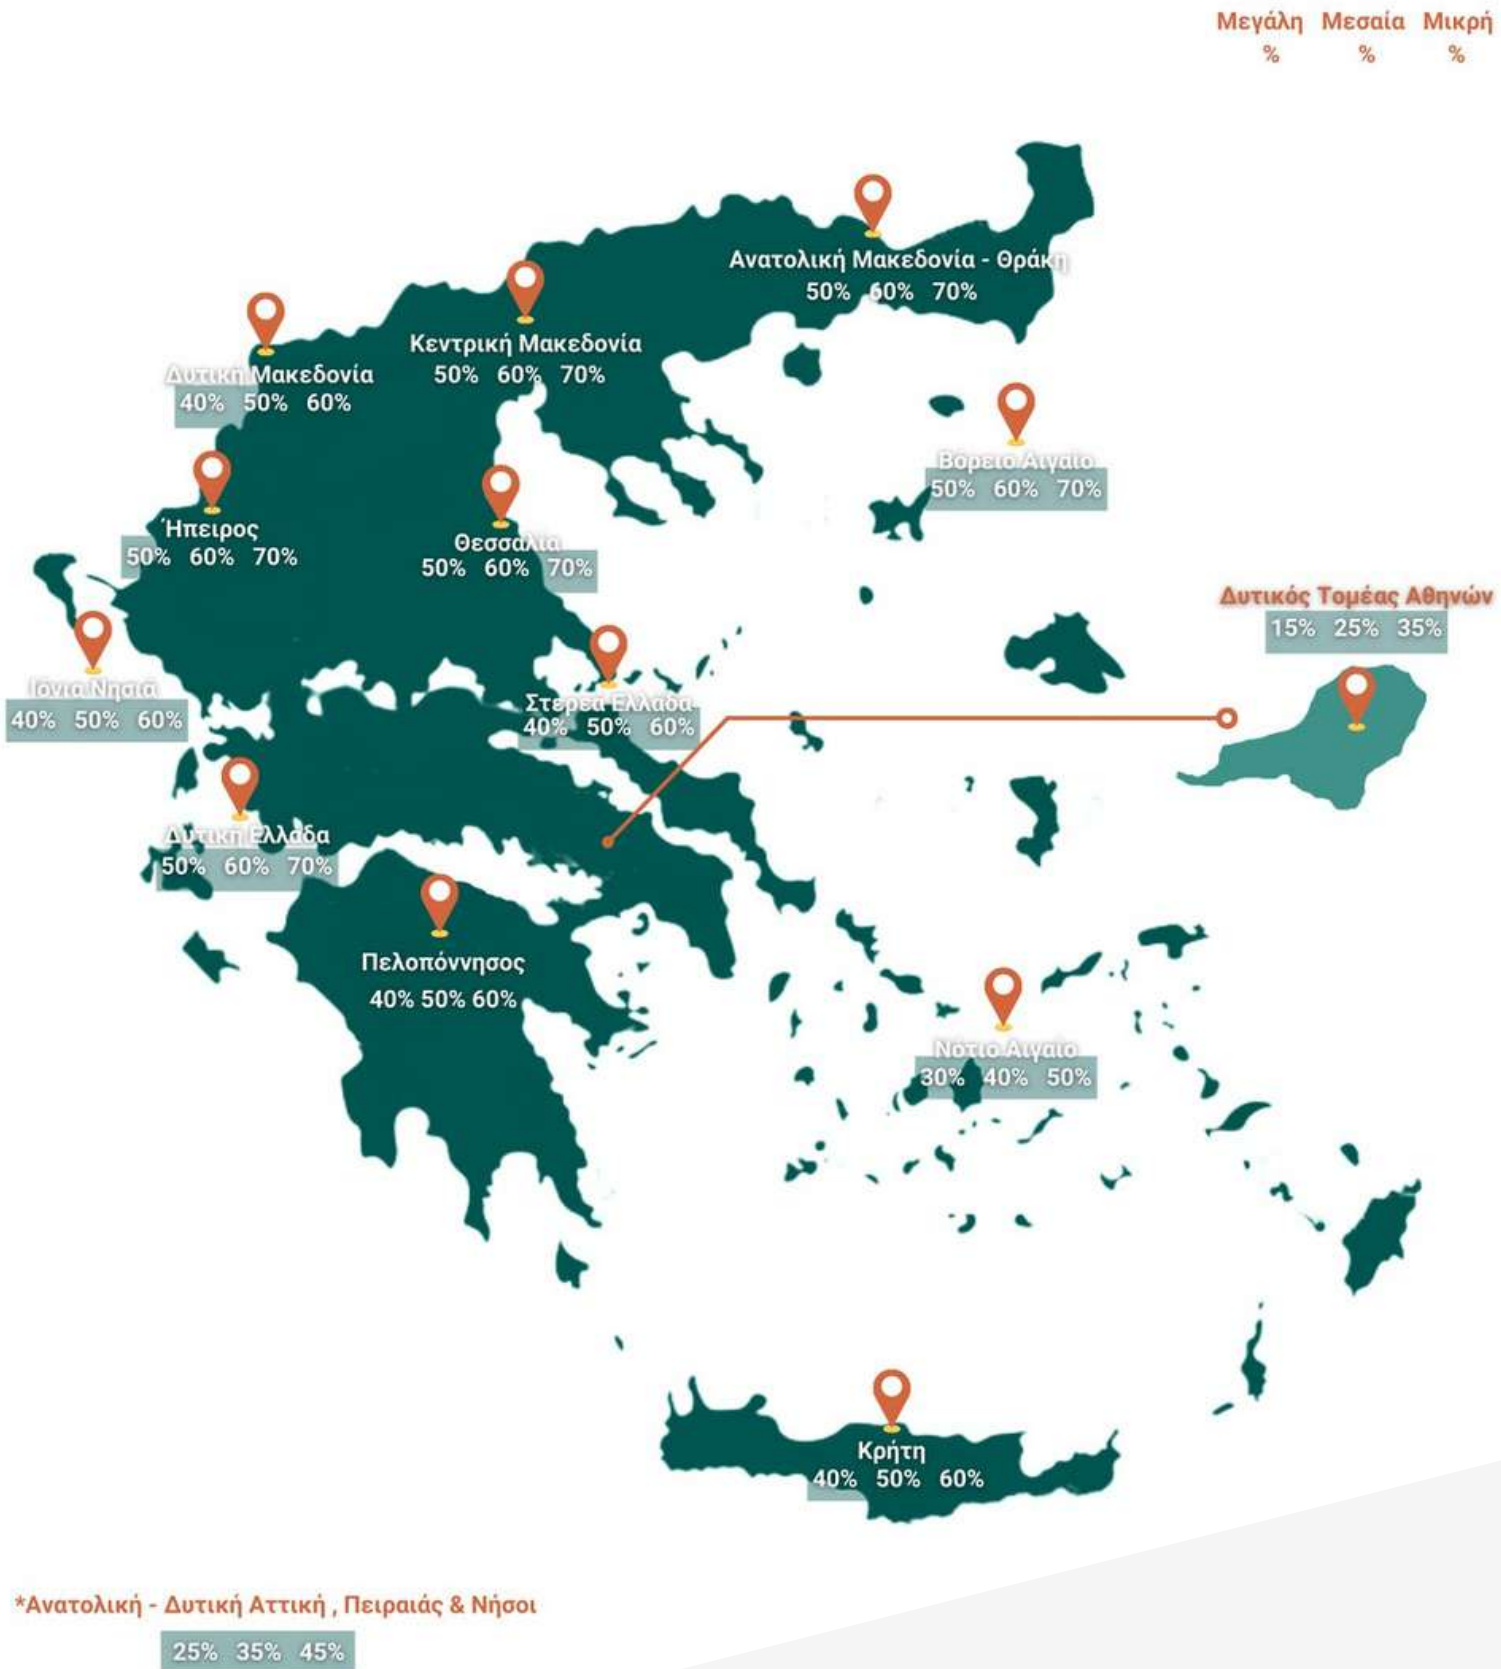 Μεγάλη Μεσαία Μικρή
% % %
Ανατολική Μακεδονία - Θράκη
50% 60% 70%
Κεντρική Μακεδονία
50% 60% 70%
Δυτική Μακεδονία
40% 50% 60%
Βόρειο Αιγαίο
50% 60% 70%
Ήπειρος
50% 60% 70%
Θεσσαλία
50% 60% 70%
Δυτικός Τομέας Αθηνών
15% 25% 35%
Ιόνια Νησιά
40% 50% 60%
Στερεά Ελλάδα
40% 50% 60%
Δυτική Ελλάδα
50% 60% 70%
Πελοπόννησος
40% 50% 60%
Νότιο Αιγαίο
30% 40% 50%
Κρήτη
40% 50% 60%
*Ανατολική - Δυτική Αττική , Πειραιάς & Νήσοι
25% 35% 45%